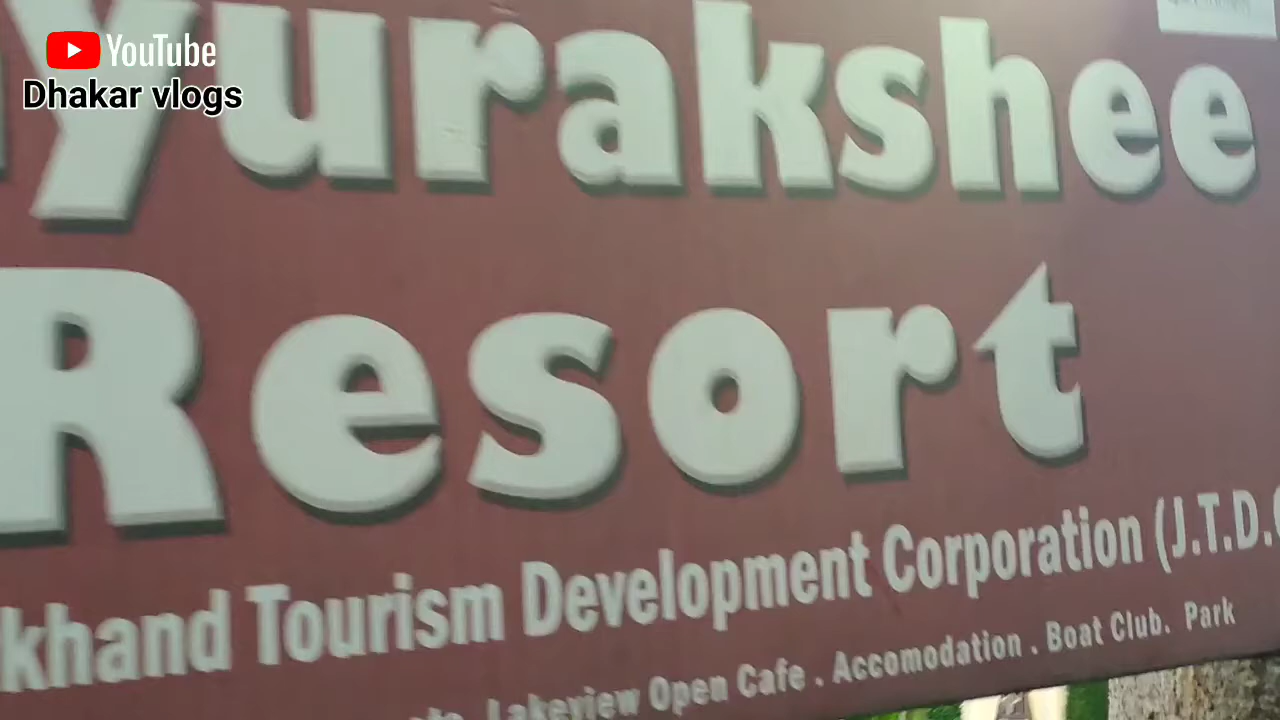 YouTube
Dhakar vlogs
yurakshee
Resort
khand Tourism Development Corporation (J.T.D.
Lakeview Open Cafe . Accomodation . Boat Club. Park